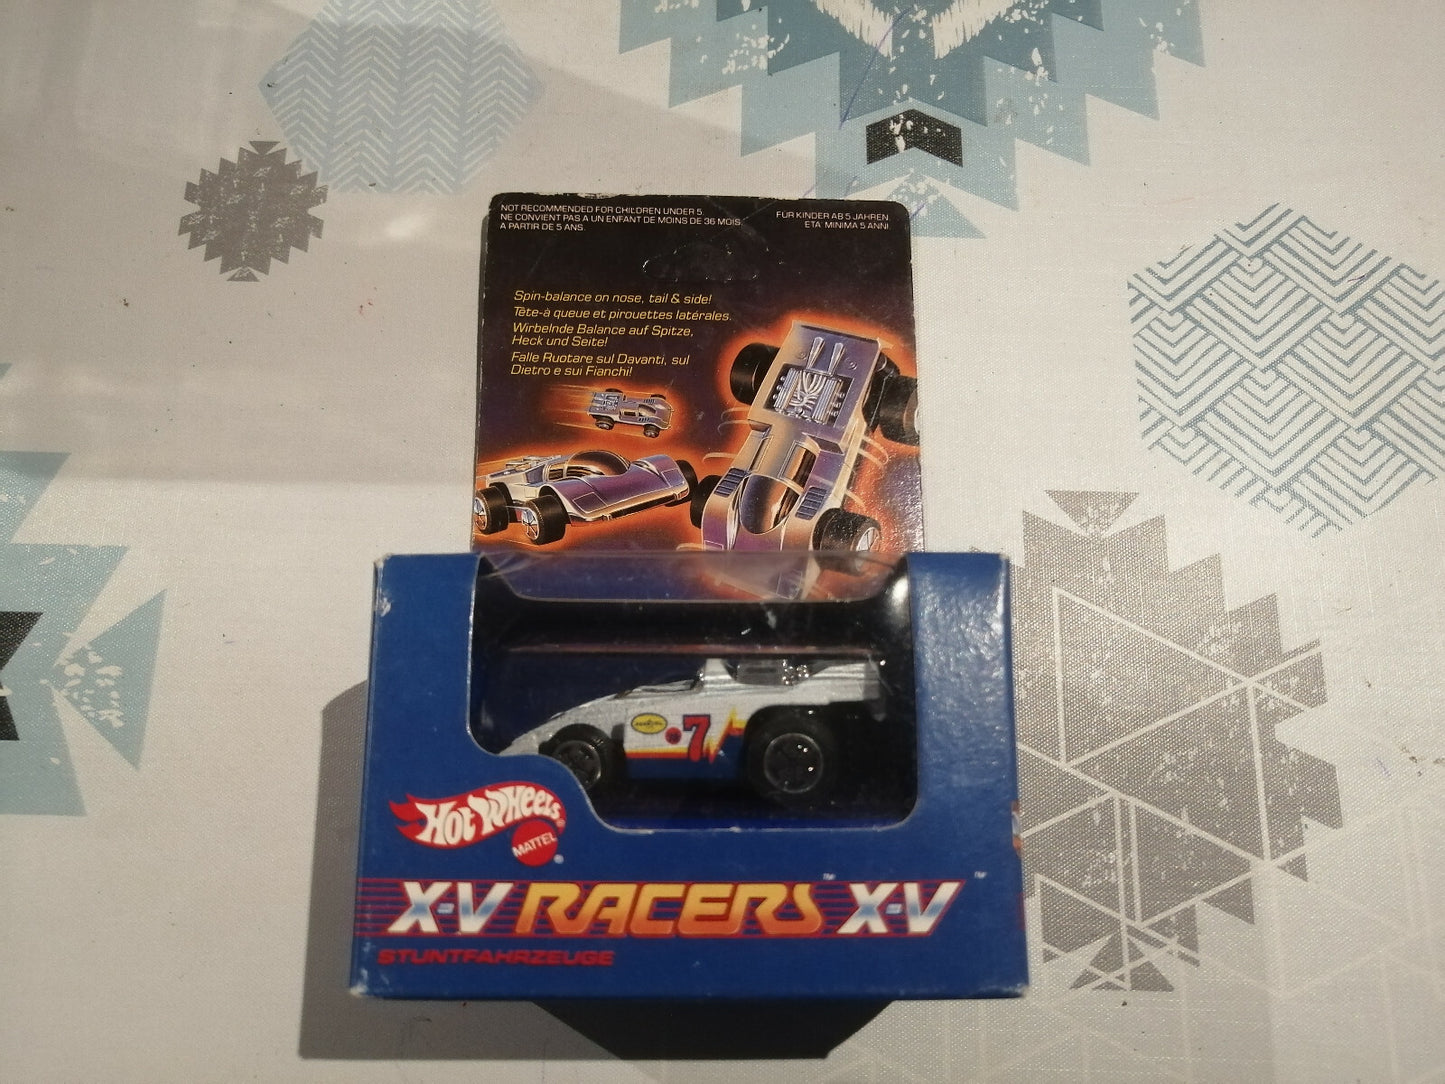 NOT RECOMMENDED FOR CHILDREN UNDER 5.
NE CONVIENT PAS A UN ENFANT DE MOINS DE 36 MOIS.
A PARTIR DE 5 ANS.
FÜR KINDER AB 5 JAHREN.
ETA MINIMA 5 ANNI.
Spin-balance on nose, tail & side!
Tête-à queue et pirouettes latérales.
Wirbelnde Balance auf Spitze,
Heck und Seite!
Falle Ruotare sul Davanti, sul
Dietro e sui Fianchi!
7
HOT WHEELS®
MATTEL®
X-V RACERS™ X-V™
STUNTFAHRZEUGE